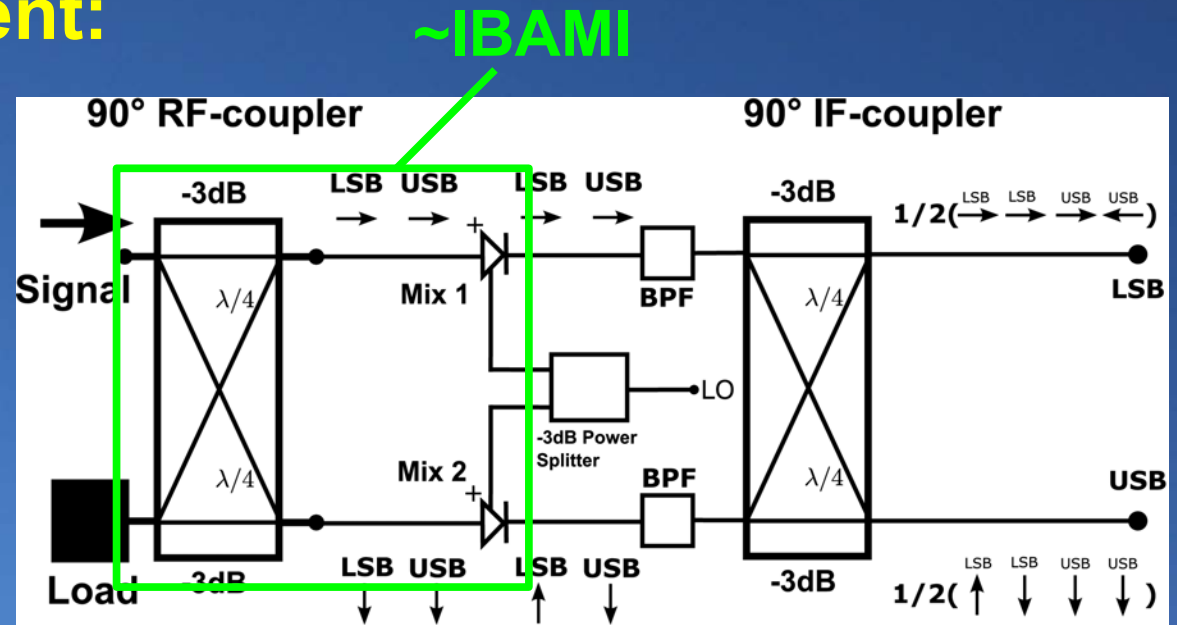 ent:
~IBAMI
90° RF-coupler
90° IF-coupler
-3dB
LSB USB
LSB USB
-3dB
1/2( LSB LSB USB USB )
Signal
λ/4
Mix 1
+
BPF
λ/4
LSB
LO
-3dB Power
Splitter
Mix 2
+
BPF
λ/4
λ/4
USB
Load
-3dB
LSB USB
LSB USB
-3dB
1/2( LSB LSB USB USB )